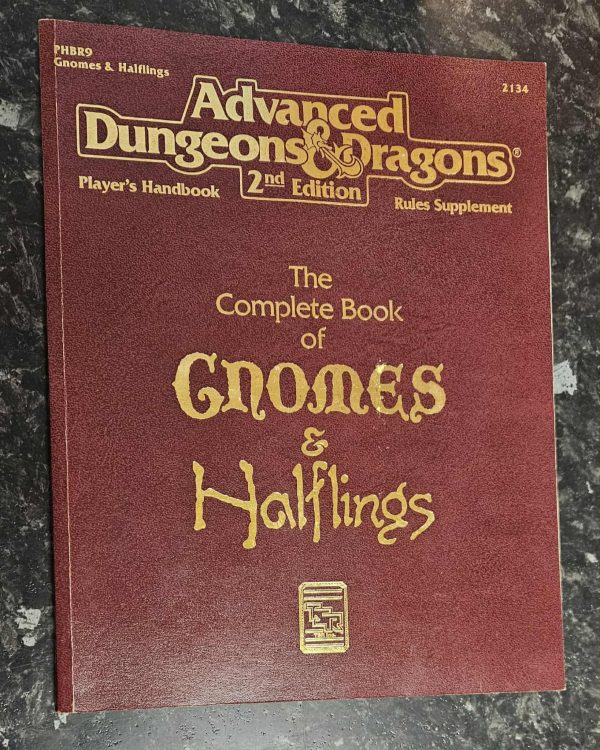 PHBR9
Gnomes & Halflings
2134
Advanced
Dungeons & Dragons®
2nd Edition
Player's Handbook
Rules Supplement
The
Complete Book
of
GNOMES
&
Halflings
TSR